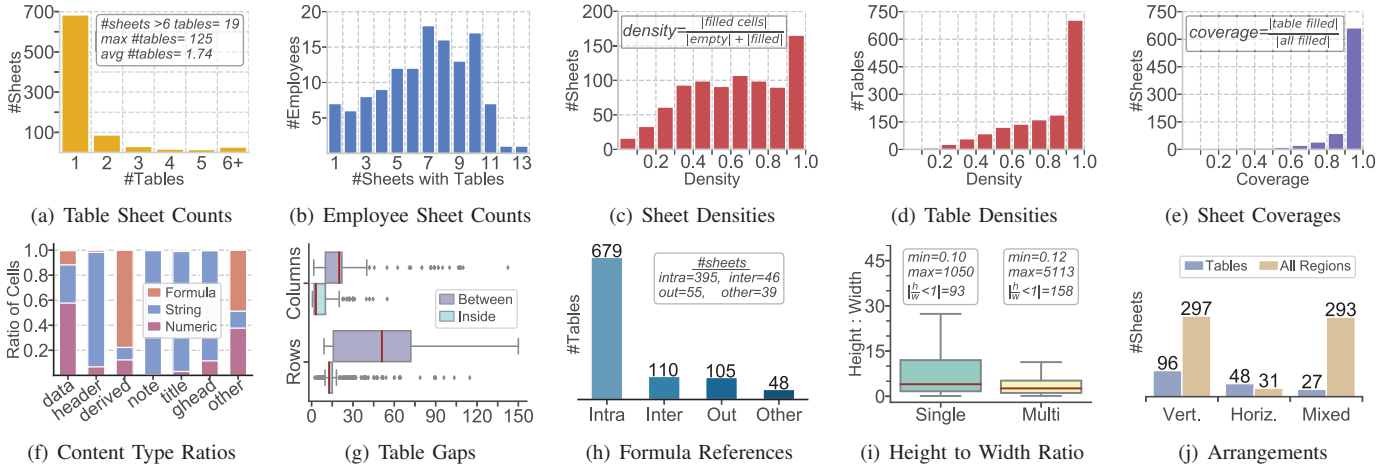 700
500
300
100
#Sheets
#sheets >6 tables= 19
max #tables= 125
avg #tables= 1.74
1 2 3 4 5 6+
#Tables
(a) Table Sheet Counts
20
15
10
5
#Employees
1 3 5 7 9 11 13
#Sheets with Tables
(b) Employee Sheet Counts
200
150
100
50
0
#Sheets
density= |filled cells| / |empty| + |filled|
0.2 0.4 0.6 0.8 1.0
Density
(c) Sheet Densities
750
600
450
300
150
0
#Tables
0.2 0.4 0.6 0.8 1.0
Density
(d) Table Densities
750
600
450
300
150
0
#Sheets
coverage= |table filled| / |all filled|
0.2 0.4 0.6 0.8 1.0
Coverage
(e) Sheet Coverages
1.0
0.8
0.6
0.4
0.2
Ratio of Cells
Formula
String
Numeric
data header derived note title ghead other
(f) Content Type Ratios
Columns
Rows
Between
Inside
0 30 60 90 120 150
(g) Table Gaps
#Tables
679
110
105
48
#sheets
intra=395, inter=46
out=55, other=39
Intra Inter Out Other
(h) Formula References
45
30
15
0
Height : Width
min=0.10
max=1050
|h/w<1|=93
min=0.12
max=5113
|h/w<1|=158
Single Multi
(i) Height to Width Ratio
#Sheets
Tables All Regions
96 297
48 31
27 293
Vert. Horiz. Mixed
(j) Arrangements